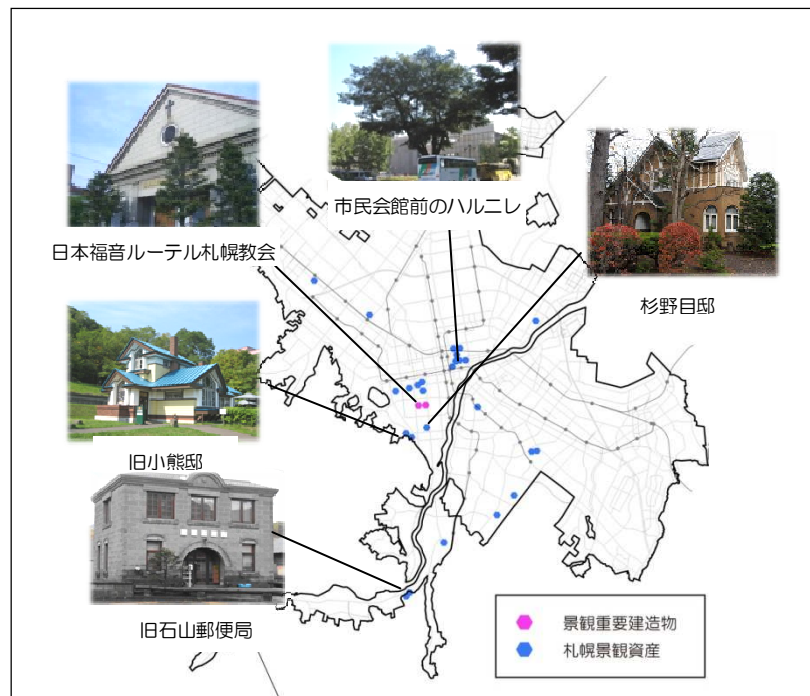 市民会館前のハルニレ
日本福音ルーテル札幌教会
杉野目邸
旧小熊邸
旧石山郵便局
景観重要建造物
札幌景観資産